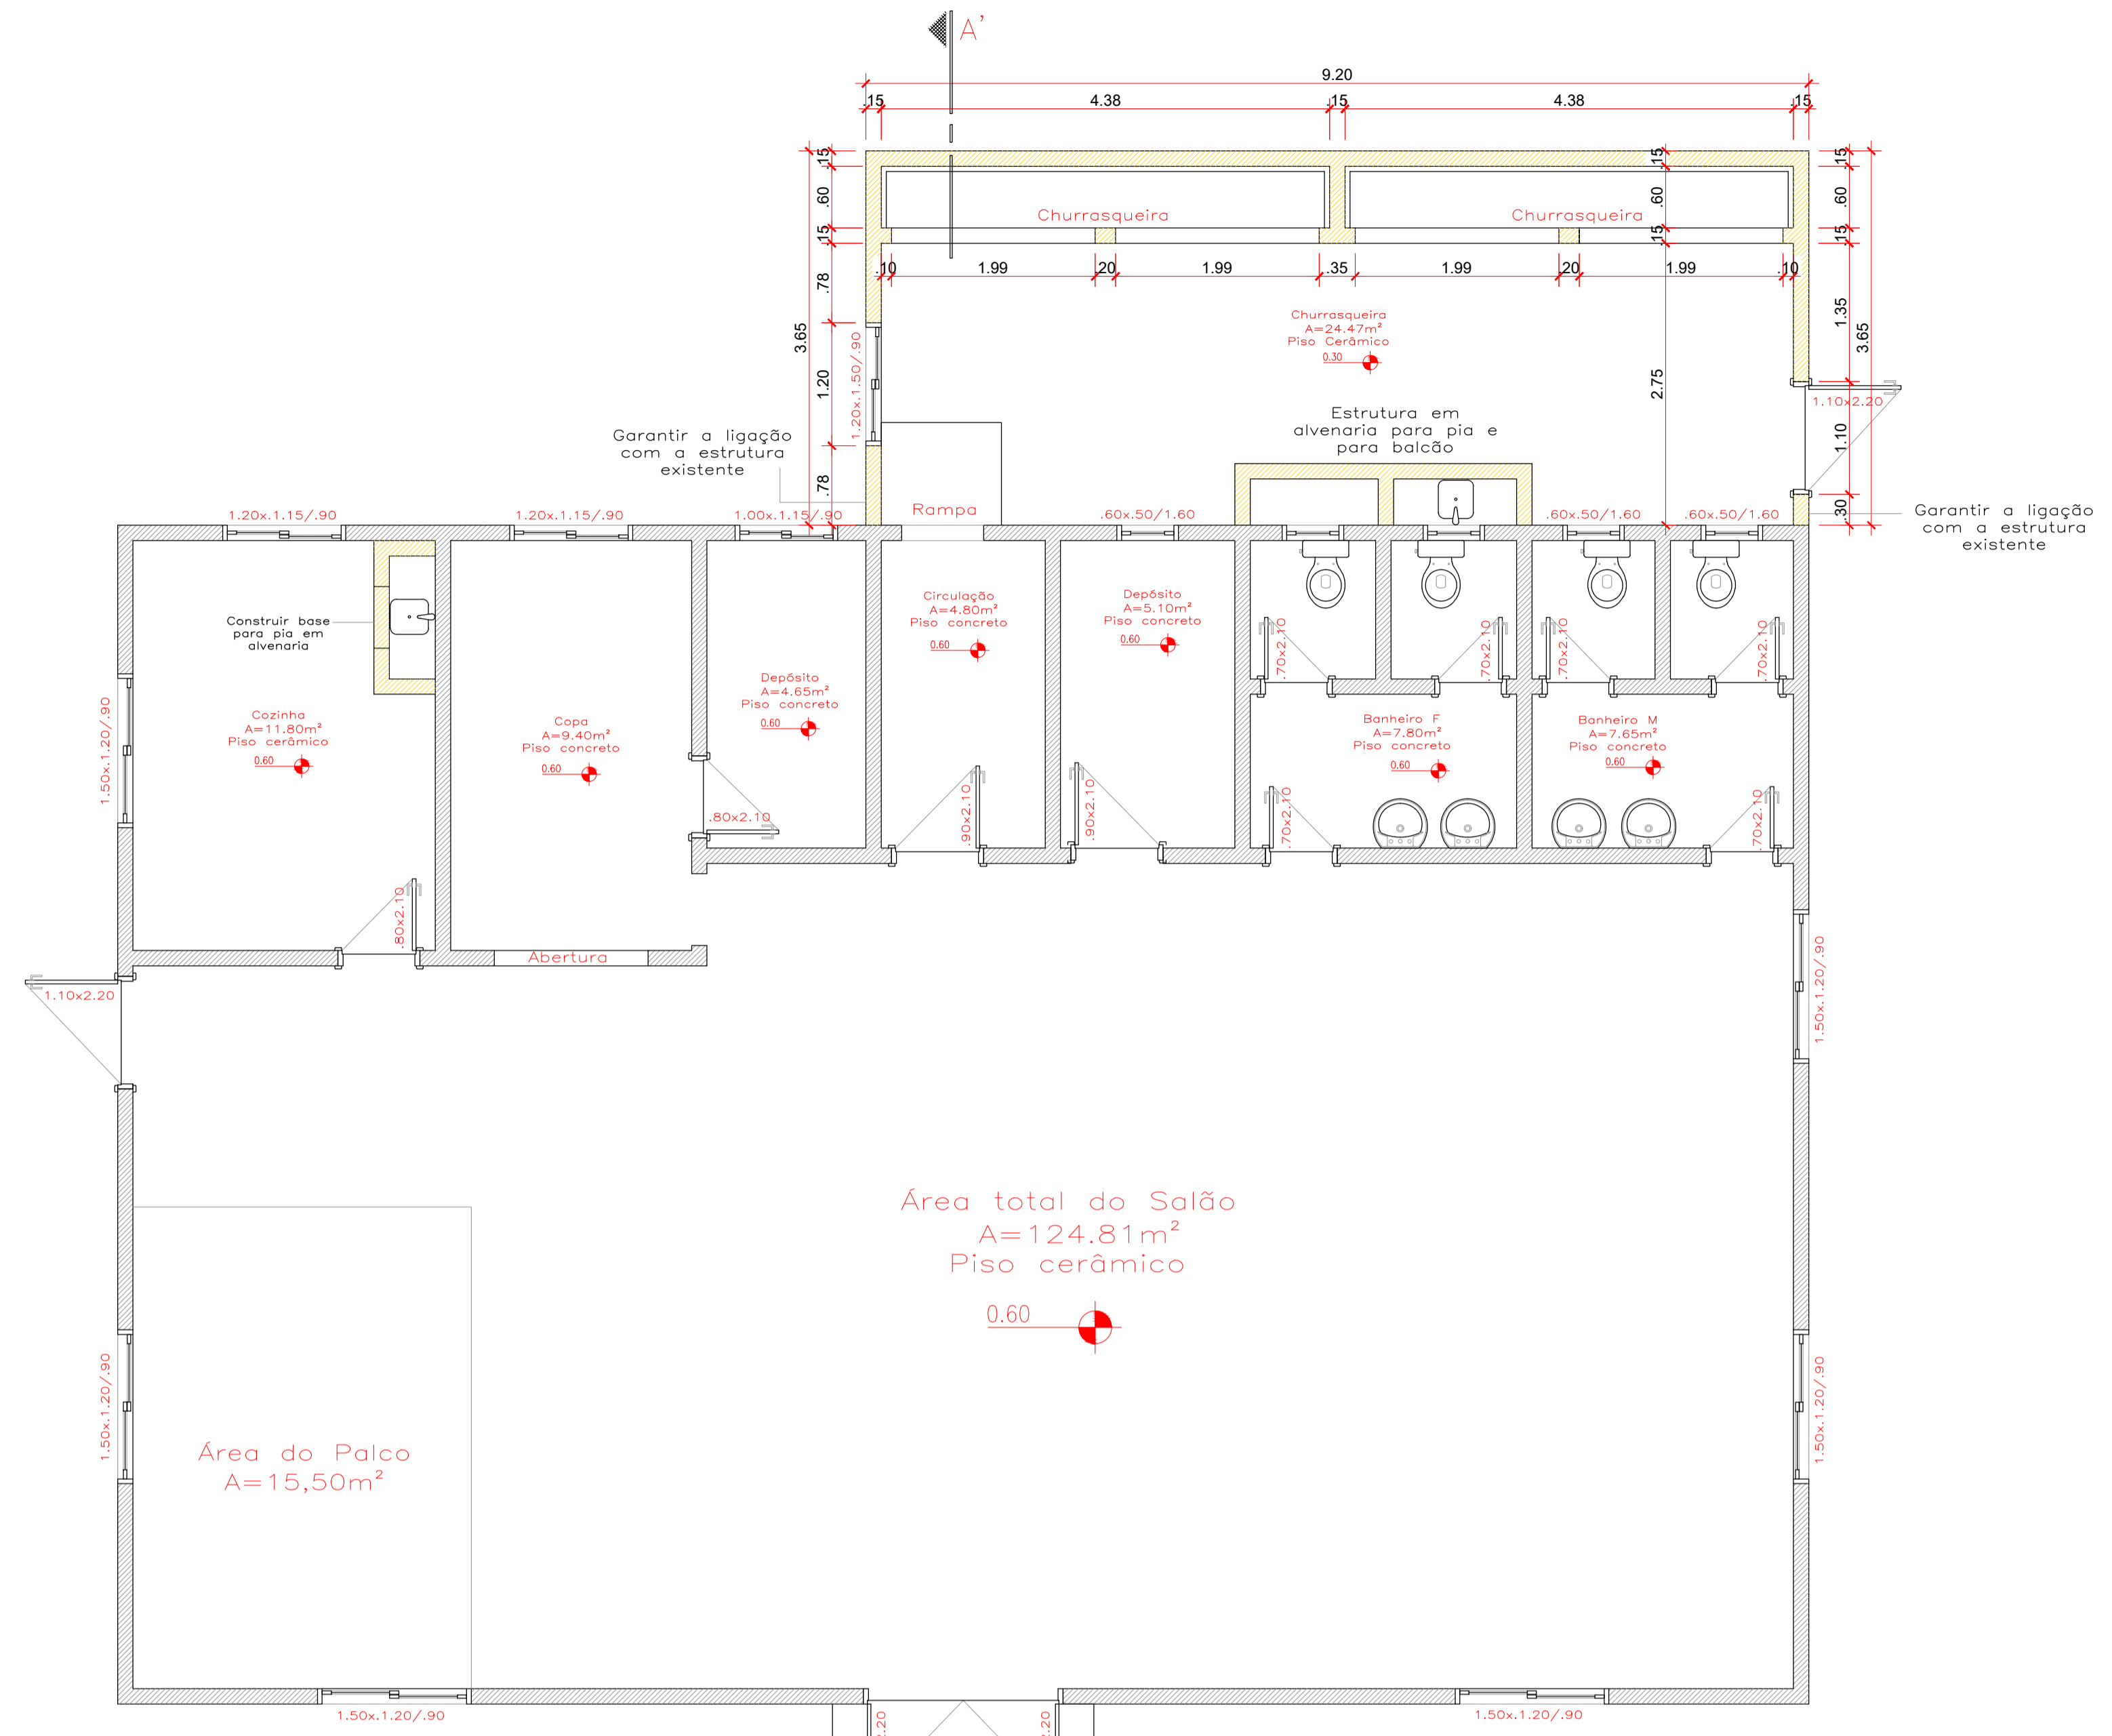 A'
9.20
.15
4.38
.15
4.38
.15
.15
.60
.15
.78
1.20
.78
3.65
.15
.60
.15
2.75
.15
.60
.15
1.35
1.10
.30
3.65
Churrasqueira
Churrasqueira
.10
1.99
.20
1.99
.35
1.99
.20
1.99
.10
Churrasqueira
A=24.47m²
Piso Cerâmico
0.30
1.20x1.50/.90
1.10x2.20
Estrutura em
alvenaria para pia e
para balcão
Garantir a ligação
com a estrutura
existente
Garantir a ligação
com a estrutura
existente
Rampa
1.20x1.15/.90
1.20x1.15/.90
1.00x1.15/.90
.60x.50/1.60
.60x.50/1.60
.60x.50/1.60
Construir base
para pia em
alvenaria
Circulação
A=4.80m²
Piso concreto
0.60
Depósito
A=5.10m²
Piso concreto
0.60
Depósito
A=4.65m²
Piso concreto
0.60
.70x2.10
.70x2.10
.70x2.10
.70x2.10
Cozinha
A=11.80m²
Piso cerâmico
0.60
Copa
A=9.40m²
Piso concreto
0.60
Banheiro F
A=7.80m²
Piso concreto
0.60
Banheiro M
A=7.65m²
Piso concreto
0.60
1.50x1.20/.90
.80x2.10
.90x2.10
.90x2.10
.70x2.10
.70x2.10
.80x2.10
Abertura
1.10x2.20
1.50x1.20/.90
Área total do Salão
A=124.81m²
Piso cerâmico
0.60
1.50x1.20/.90
1.50x1.20/.90
Área do Palco
A=15,50m²
1.50x1.20/.90
1.50x1.20/.90